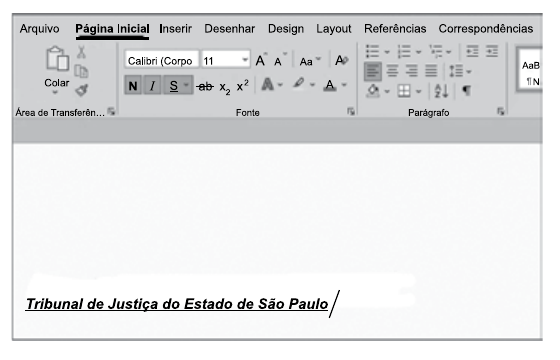 Arquivo Página Inicial Inserir Desenhar Design Layout Referências Correspondências
Calibri (Corpo 11 A A Aa A
Colar
N I S ab x₂ x² A A
AaB
¶ N
Área de Transferên... Fonte Parágrafo
Tribunal de Justiça do Estado de São Paulo